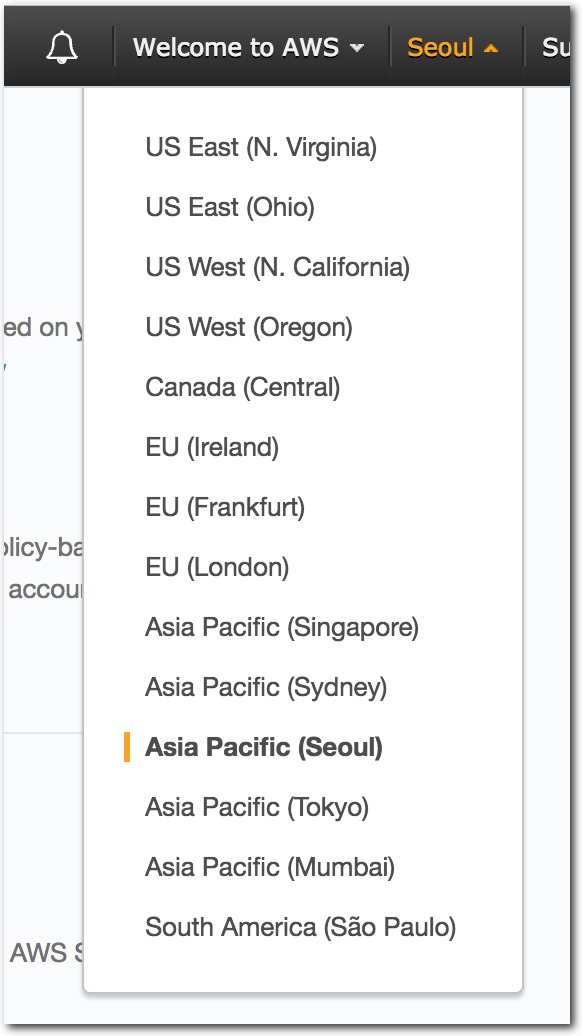 Welcome to AWS Seoul Su
US East (N. Virginia)
US East (Ohio)
US West (N. California)
ed on y
US West (Oregon)
Canada (Central)
EU (Ireland)
EU (Frankfurt)
olicy-ba
EU (London)
accou
Asia Pacific (Singapore)
Asia Pacific (Sydney)
Asia Pacific (Seoul)
Asia Pacific (Tokyo)
Asia Pacific (Mumbai)
South America (São Paulo)
AWS S